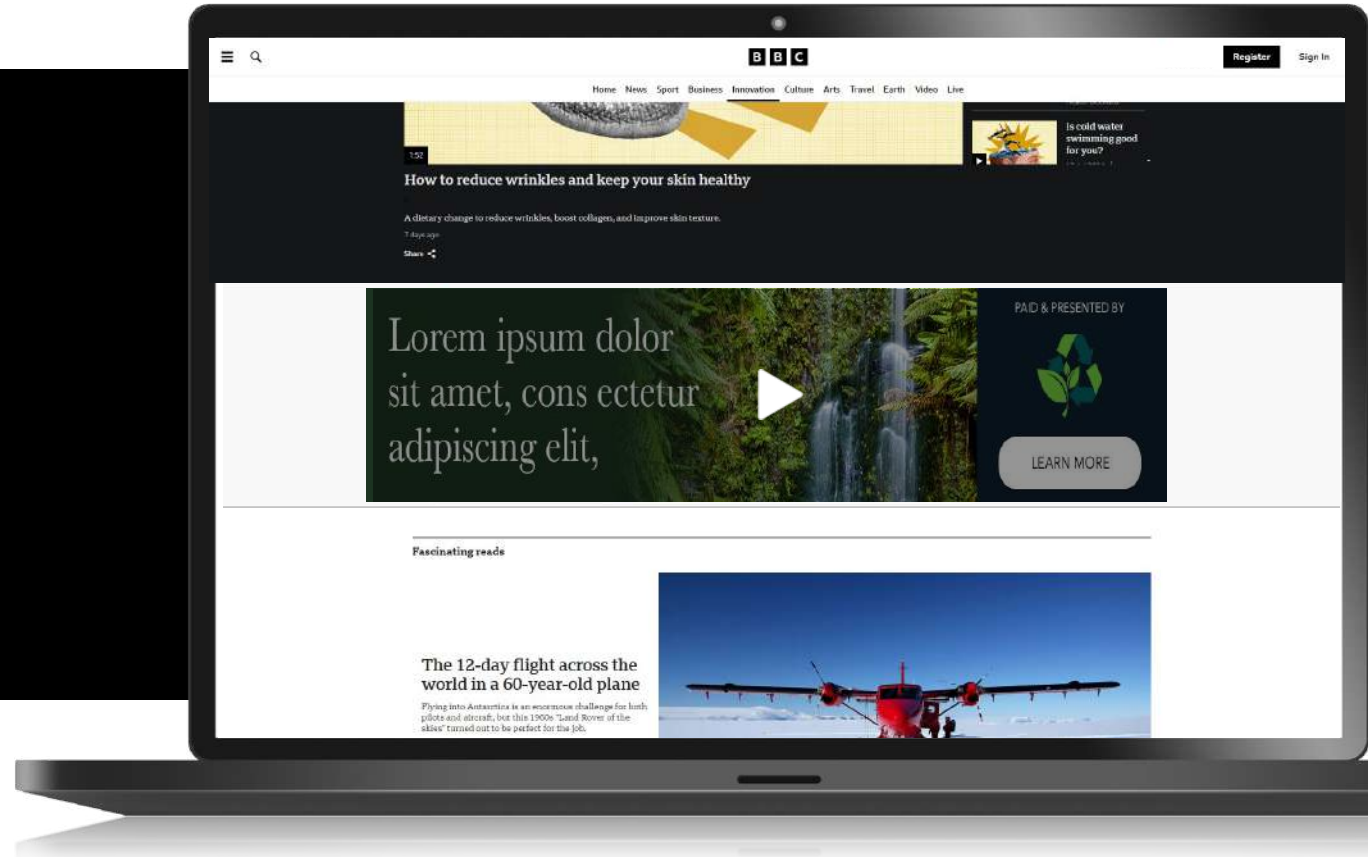 BBC
Register
Sign In
Home News Sport Business Innovation Culture Arts Travel Earth Video Live
Is cold water
swimming good
for you?
1:52
How to reduce wrinkles and keep your skin healthy
A dietary change to reduce wrinkles, boost collagen, and improve skin texture.
7 days ago
Share
Lorem ipsum dolor
sit amet, cons ectetur
adipiscing elit,
PAID & PRESENTED BY
LEARN MORE
Fascinating reads
The 12-day flight across the
world in a 60-year-old plane
Flying into Antarctica is an enormous challenge for both
pilots and aircraft, but this 1960s "Land Rover of the
skies" turned out to be perfect for the job.